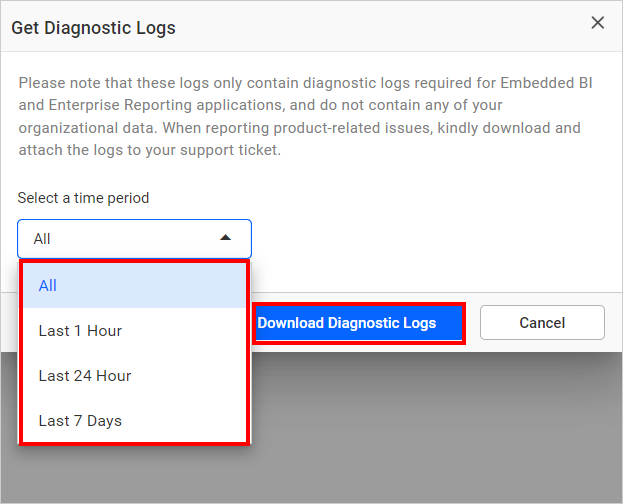 Get Diagnostic Logs
Please note that these logs only contain diagnostic logs required for Embedded BI
and Enterprise Reporting applications, and do not contain any of your
organizational data. When reporting product-related issues, kindly download and
attach the logs to your support ticket.
Select a time period
All
All
Last 1 Hour
Last 24 Hour
Last 7 Days
Download Diagnostic Logs
Cancel